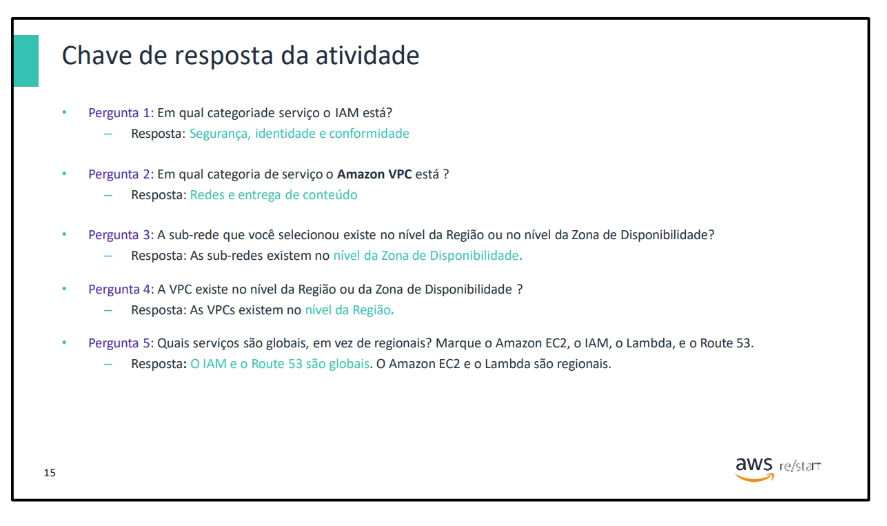 Chave de resposta da atividade
• Pergunta 1: Em qual categoriade serviço o IAM está?
– Resposta: Segurança, identidade e conformidade
• Pergunta 2: Em qual categoria de serviço o Amazon VPC está ?
– Resposta: Redes e entrega de conteúdo
• Pergunta 3: A sub-rede que você selecionou existe no nível da Região ou no nível da Zona de Disponibilidade?
– Resposta: As sub-redes existem no nível da Zona de Disponibilidade.
• Pergunta 4: A VPC existe no nível da Região ou da Zona de Disponibilidade ?
– Resposta: As VPCs existem no nível da Região.
• Pergunta 5: Quais serviços são globais, em vez de regionais? Marque o Amazon EC2, o IAM, o Lambda, e o Route 53.
– Resposta: O IAM e o Route 53 são globais. O Amazon EC2 e o Lambda são regionais.
15
aws re/start